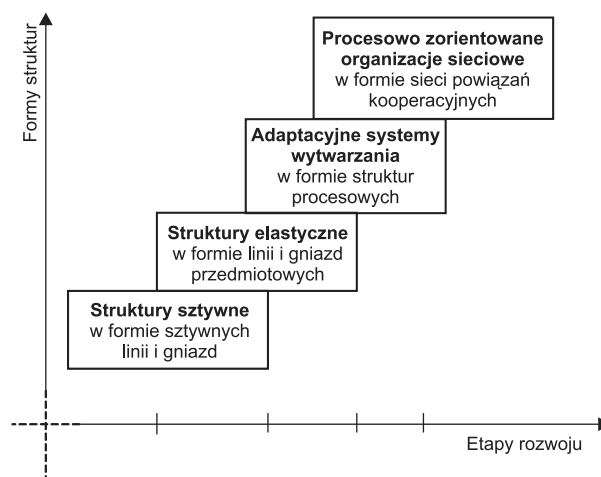 Formy struktur
Procesowo zorientowane
organizacje sieciowe
w formie sieci powiązań
kooperacyjnych
Adaptacyjne systemy
wytwarzania
w formie struktur
procesowych
Struktury elastyczne
w formie linii i gniazd
przedmiotowych
Struktury sztywne
w formie sztywnych
linii i gniazd
Etapy rozwoju